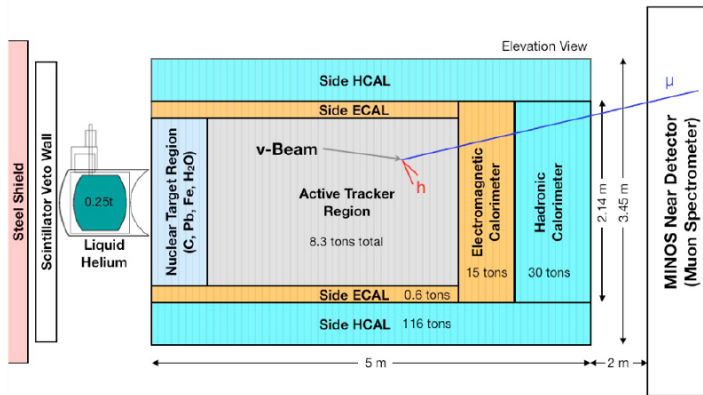 Elevation View
Steel Shield
Scintillator Veto Wall
0.25t
Liquid
Helium
Side HCAL
Side ECAL
Nuclear Target Region
(C, Pb, Fe, H₂O)
ν-Beam
h
μ
Active Tracker
Region
8.3 tons total
Electromagnetic
Calorimeter
15 tons
Hadronic
Calorimeter
30 tons
Side ECAL 0.6 tons
Side HCAL 116 tons
2.14 m
3.45 m
5 m
2 m
MINOS Near Detector
(Muon Spectrometer)